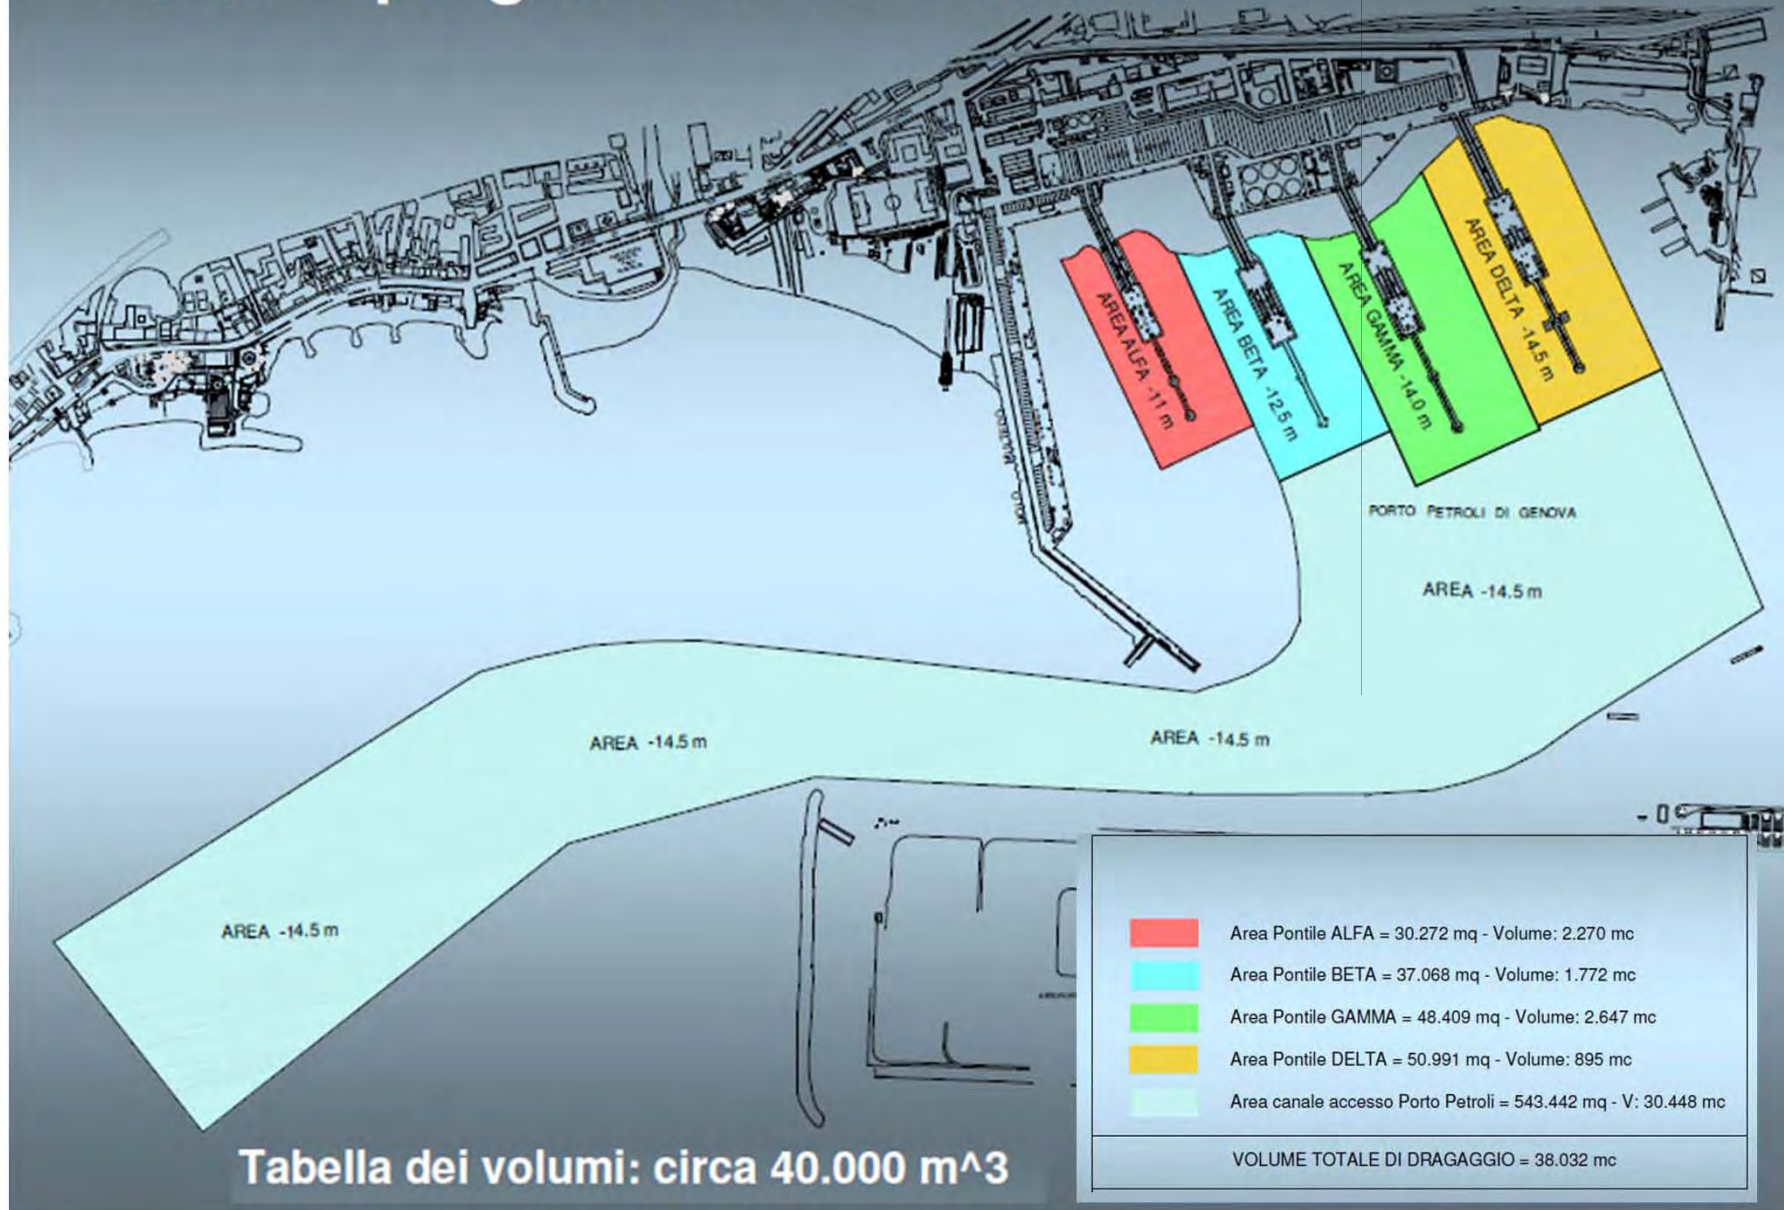 AREA ALFA -11 m
AREA BETA -12.5 m
AREA GAMMA -14.0 m
AREA DELTA -14.5 m
PORTO PETROLI DI GENOVA
AREA -14.5 m
AREA -14.5 m
AREA -14.5 m
AREA -14.5 m
Area Pontile ALFA = 30.272 mq - Volume: 2.270 mc
Area Pontile BETA = 37.068 mq - Volume: 1.772 mc
Area Pontile GAMMA = 48.409 mq - Volume: 2.647 mc
Area Pontile DELTA = 50.991 mq - Volume: 895 mc
Area canale accesso Porto Petroli = 543.442 mq - V: 30.448 mc
VOLUME TOTALE DI DRAGAGGIO = 38.032 mc
Tabella dei volumi: circa 40.000 m^3